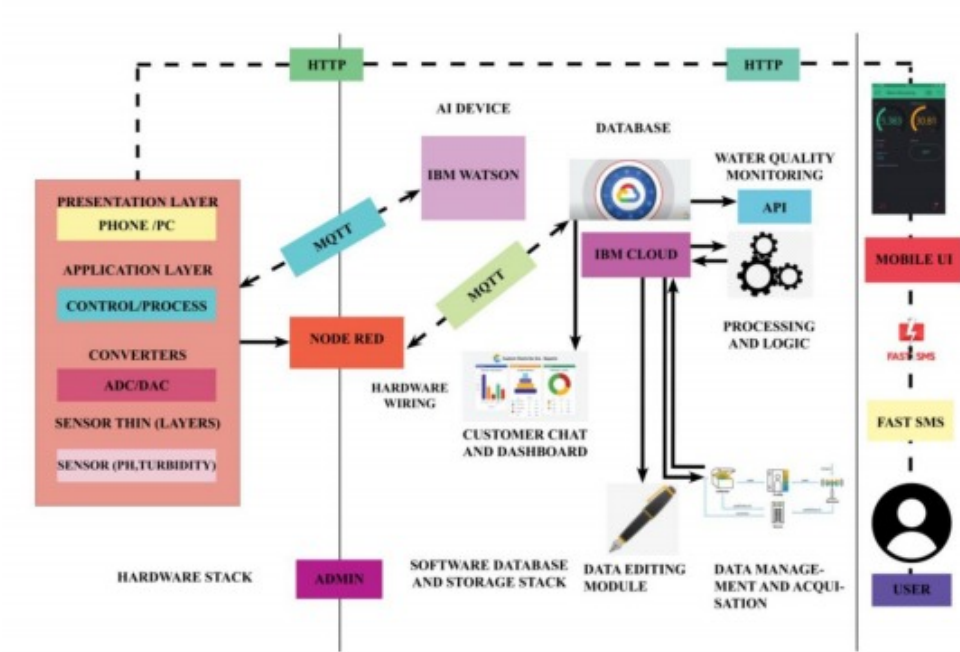 HTTP
HTTP
AI DEVICE
DATABASE
IBM WATSON
WATER QUALITY
MONITORING
API
PRESENTATION LAYER
PHONE /PC
APPLICATION LAYER
CONTROL/PROCESS
CONVERTERS
ADC/DAC
SENSOR THIN (LAYERS)
SENSOR (PH,TURBIDITY)
MQTT
MQTT
NODE RED
HARDWARE
WIRING
IBM CLOUD
PROCESSING
AND LOGIC
CUSTOMER CHAT
AND DASHBOARD
MOBILE UI
FAST SMS
FAST SMS
USER
HARDWARE STACK
ADMIN
SOFTWARE DATABASE
AND STORAGE STACK
DATA EDITING
MODULE
DATA MANAGE-
MENT AND ACQUI-
SATION